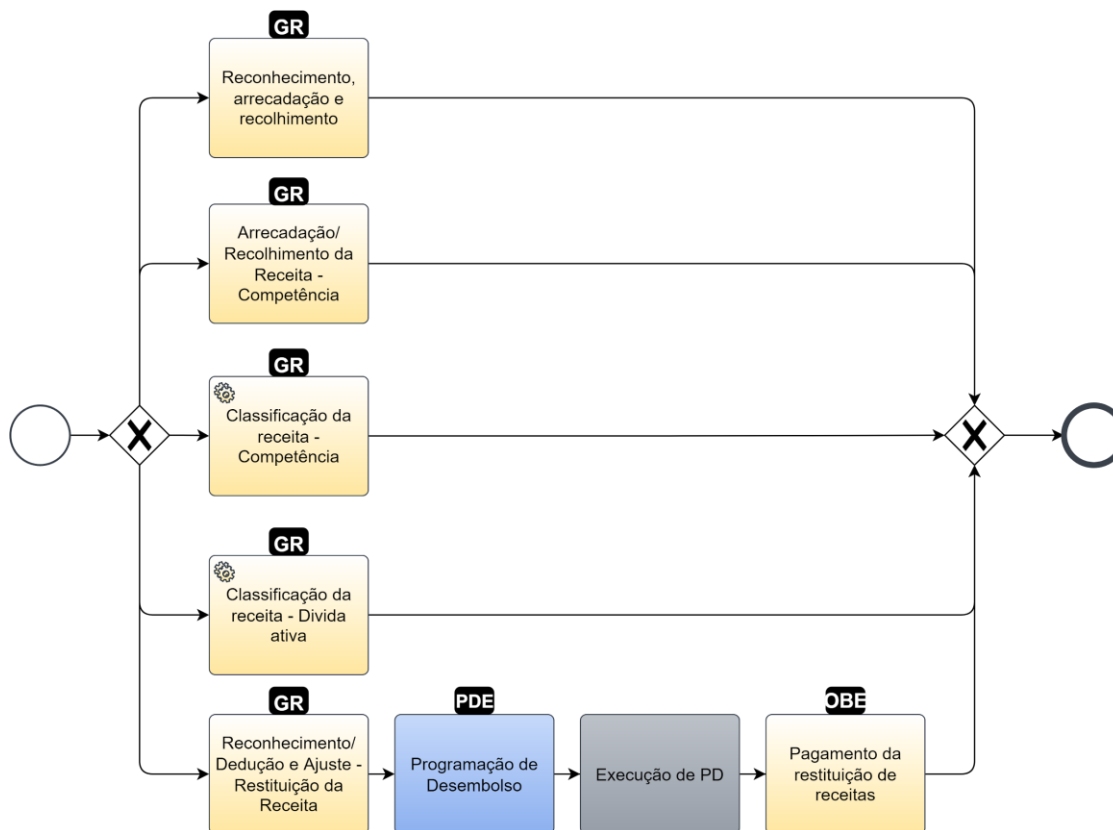 GR
Reconhecimento,
arrecadação e
recolhimento
GR
Arrecadação/
Recolhimento da
Receita -
Competência
GR
Classificação da
receita -
Competência
GR
Classificação da
receita - Divida
ativa
GR
Reconhecimento/
Dedução e Ajuste -
Restituição da
Receita
PDE
Programação de
Desembolso
Execução de PD
OBE
Pagamento da
restituição de
receitas